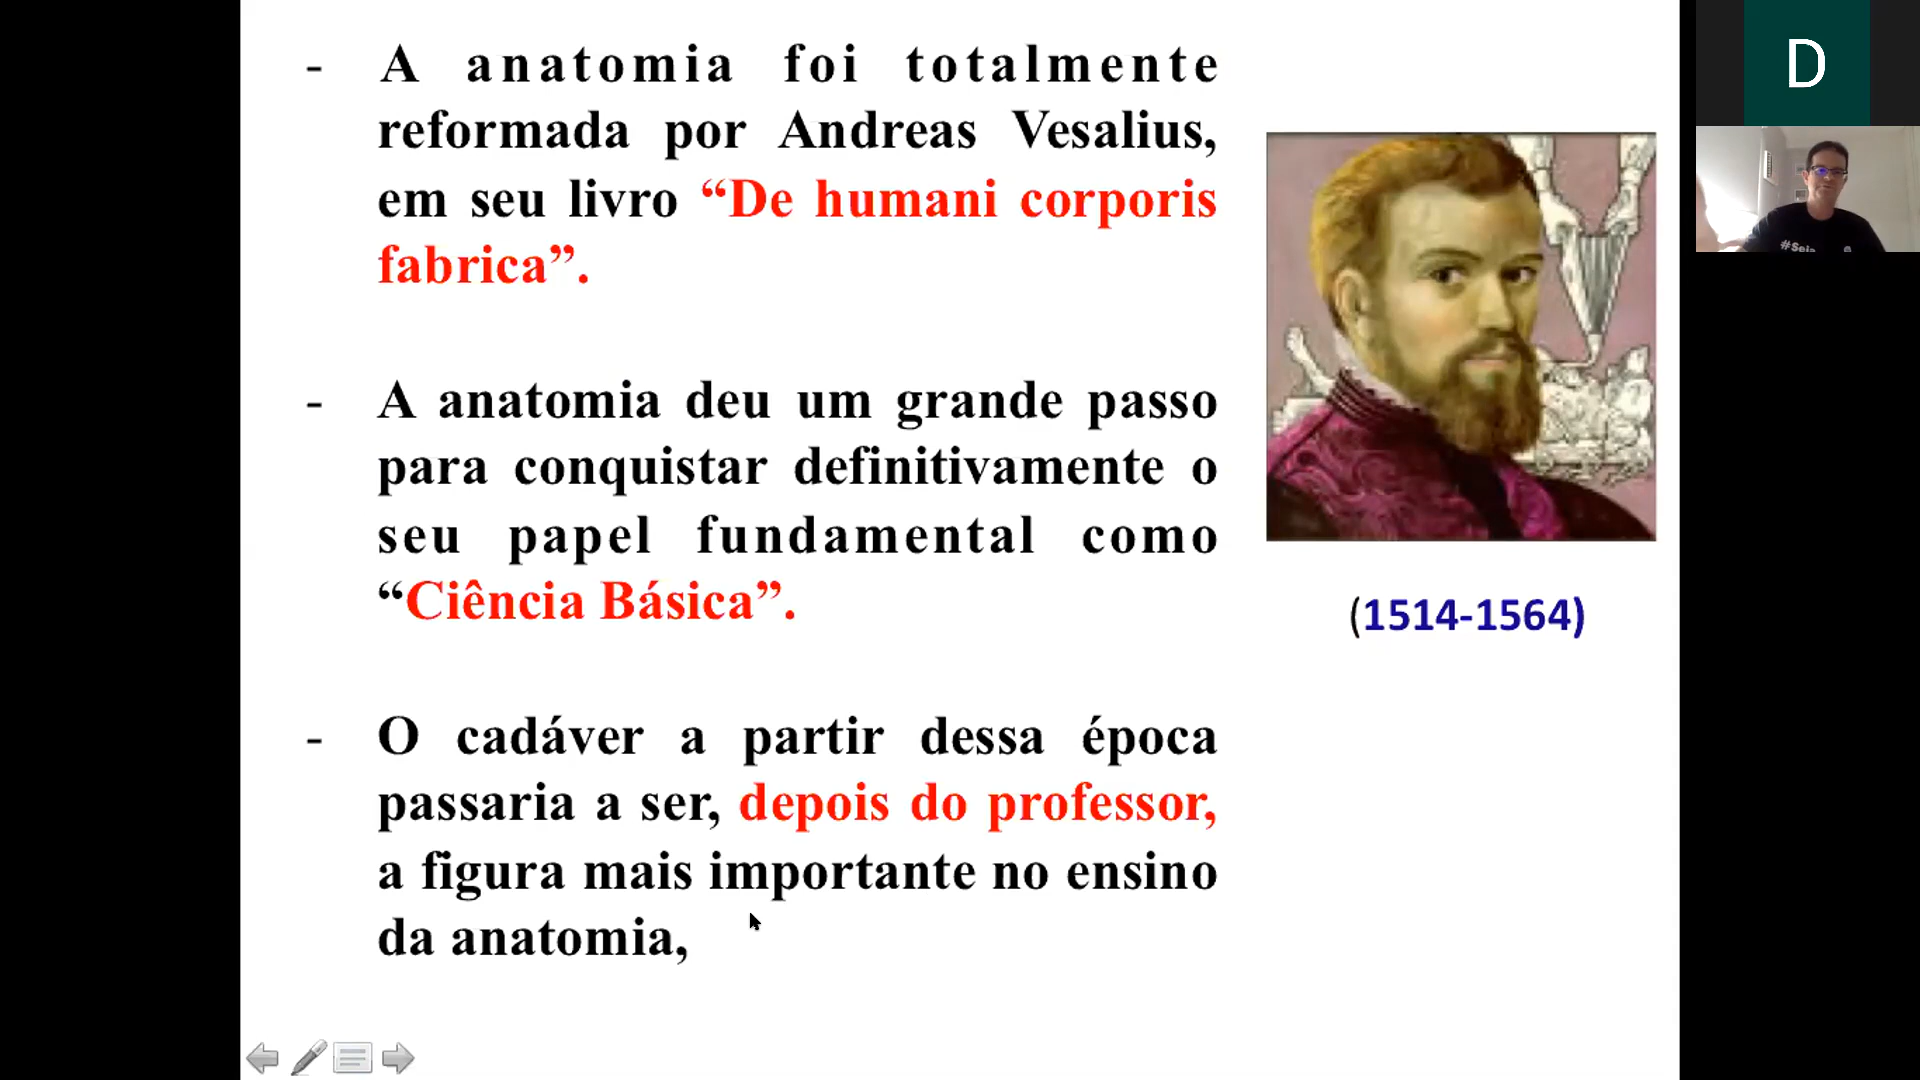 - A anatomia foi totalmente
reformada por Andreas Vesalius,
em seu livro “De humani corporis
fabrica”.
- A anatomia deu um grande passo
para conquistar definitivamente o
seu papel fundamental como
“Ciência Básica”.
- O cadáver a partir dessa época
passaria a ser, depois do professor,
a figura mais importante no ensino
da anatomia,
(1514-1564)
D
#Seja